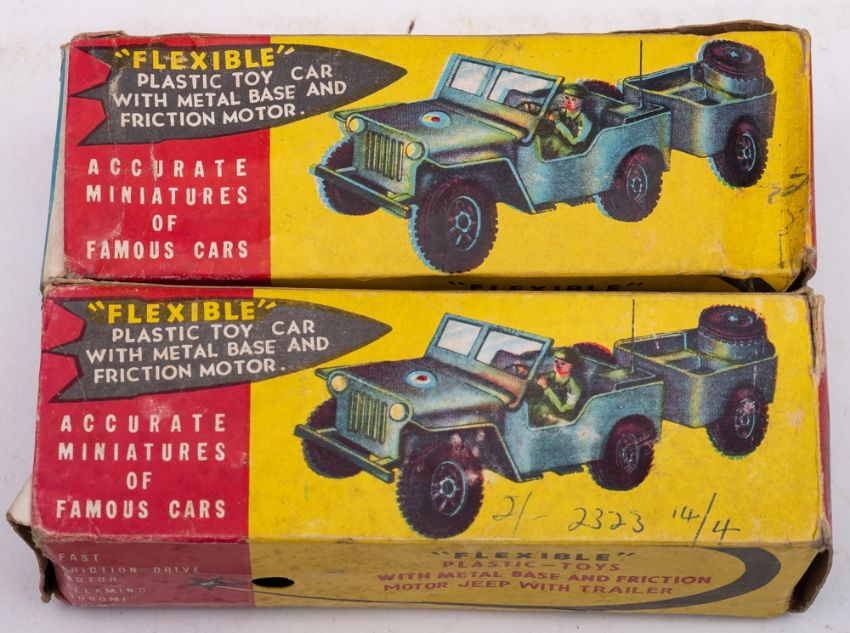 "FLEXIBLE"
PLASTIC TOY CAR
WITH METAL BASE AND
FRICTION MOTOR.
ACCURATE
MINIATURES
OF
FAMOUS CARS
"FLEXIBLE"
"FLEXIBLE"
PLASTIC TOY CAR
WITH METAL BASE AND
FRICTION MOTOR.
ACCURATE
MINIATURES
OF
FAMOUS CARS
2/- 2323 14/4
FAST
FRICTION DRIVE
MOTOR
"FLEXIBLE"
PLASTIC-TOYS
WITH METAL BASE AND FRICTION
MOTOR JEEP WITH TRAILER